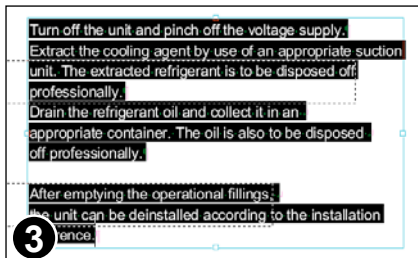 Turn off the unit and pinch off the voltage supply.
Extract the cooling agent by use of an appropriate suction
unit. The extracted refrigerant is to be disposed off
professionally.
Drain the refrigerant oil and collect it in an
appropriate container. The oil is also to be disposed
off professionally.
After emptying the operational fillings,
the unit can be deinstalled according to the installation
3